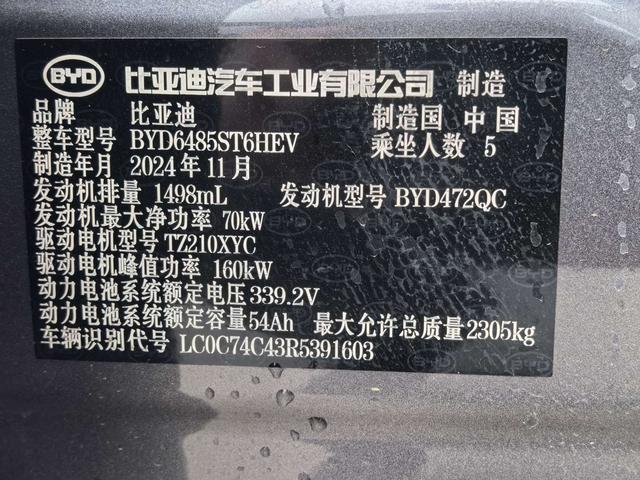 BYD 比亚迪汽车工业有限公司 制造
品牌 比亚迪 制造国 中国
整车型号 BYD6485ST6HEV 乘坐人数 5
制造年月 2024年11月
发动机排量 1498mL 发动机型号 BYD472QC
发动机最大净功率 70kW
驱动电机型号 TZ210XYC
驱动电机峰值功率 160kW
动力电池系统额定电压 339.2V
动力电池系统额定容量 54Ah 最大允许总质量 2305kg
车辆识别代号 LC0C74C43R5391603